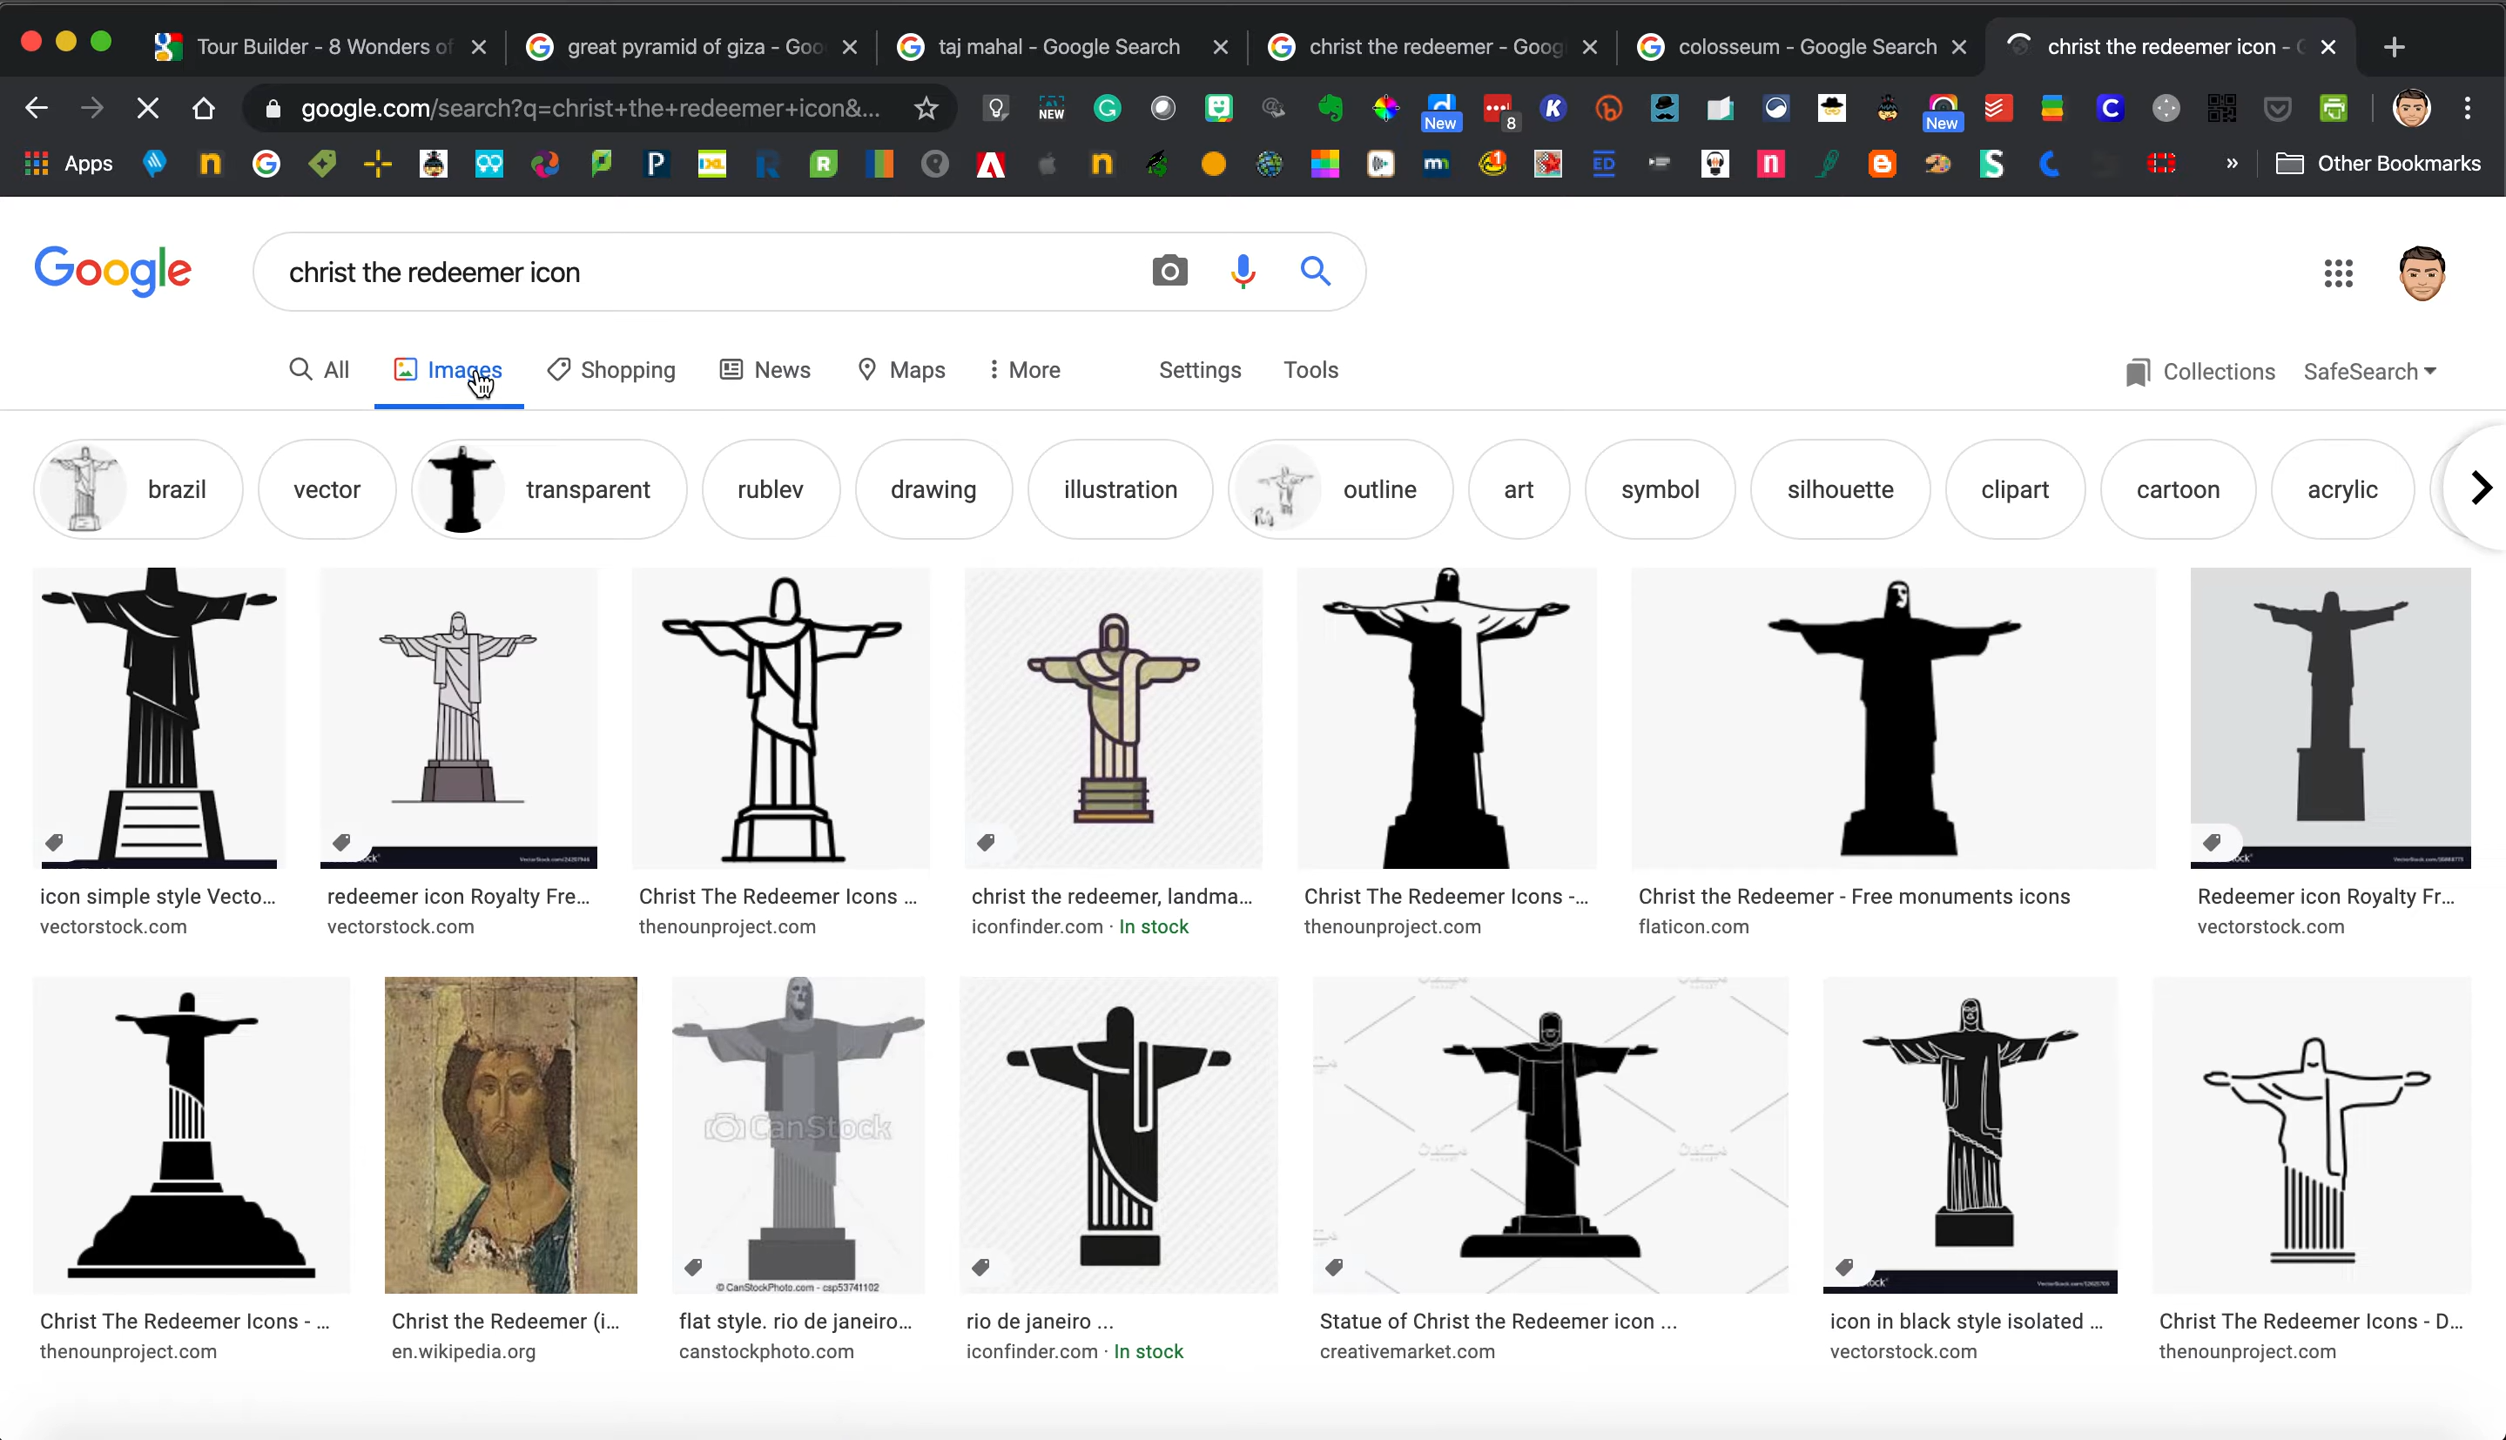 Tour Builder - 8 Wonders of
great pyramid of giza - Goo
taj mahal - Google Search
christ the redeemer - Goog
colosseum - Google Search
christ the redeemer icon - G
google.com/search?q=christ+the+redeemer+icon&...
NEW
New
8
New
Apps
Other Bookmarks
Google
christ the redeemer icon
All
Images
Shopping
News
Maps
More
Settings
Tools
Collections
SafeSearch
brazil
vector
transparent
rublev
drawing
illustration
outline
art
symbol
silhouette
clipart
cartoon
acrylic
icon simple style Vecto...
vectorstock.com
redeemer icon Royalty Fre...
vectorstock.com
Christ The Redeemer Icons ...
thenounproject.com
christ the redeemer, landma...
iconfinder.com · In stock
Christ The Redeemer Icons -...
thenounproject.com
Christ the Redeemer - Free monuments icons
flaticon.com
Redeemer icon Royalty Fr...
vectorstock.com
CanStock
© CanStockPhoto.com - csp53741102
Christ The Redeemer Icons - ...
thenounproject.com
Christ the Redeemer (i...
en.wikipedia.org
flat style. rio de janeiro...
canstockphoto.com
rio de janeiro ...
iconfinder.com · In stock
Statue of Christ the Redeemer icon ...
creativemarket.com
icon in black style isolated ...
vectorstock.com
Christ The Redeemer Icons - D...
thenounproject.com